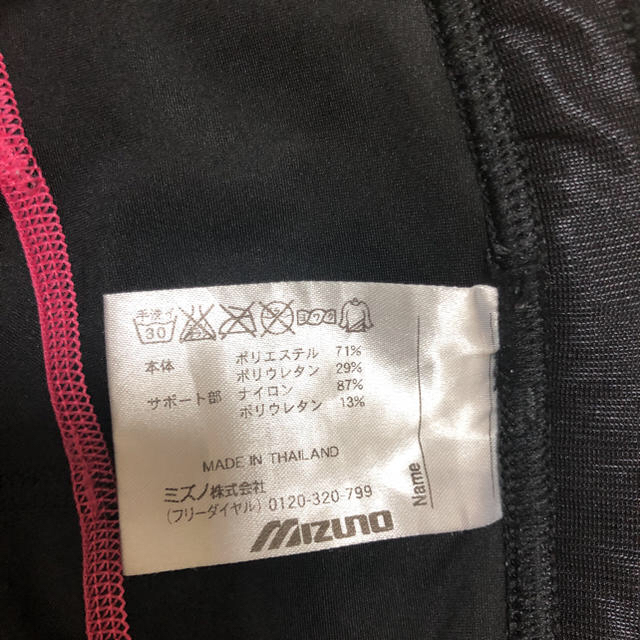 手洗イ
30
本体 ポリエステル 71%
ポリウレタン 29%
サポート部 ナイロン 87%
ポリウレタン 13%
MADE IN THAILAND
ミズノ株式会社
(フリーダイヤル) 0120-320-799
MIZUNO
Name